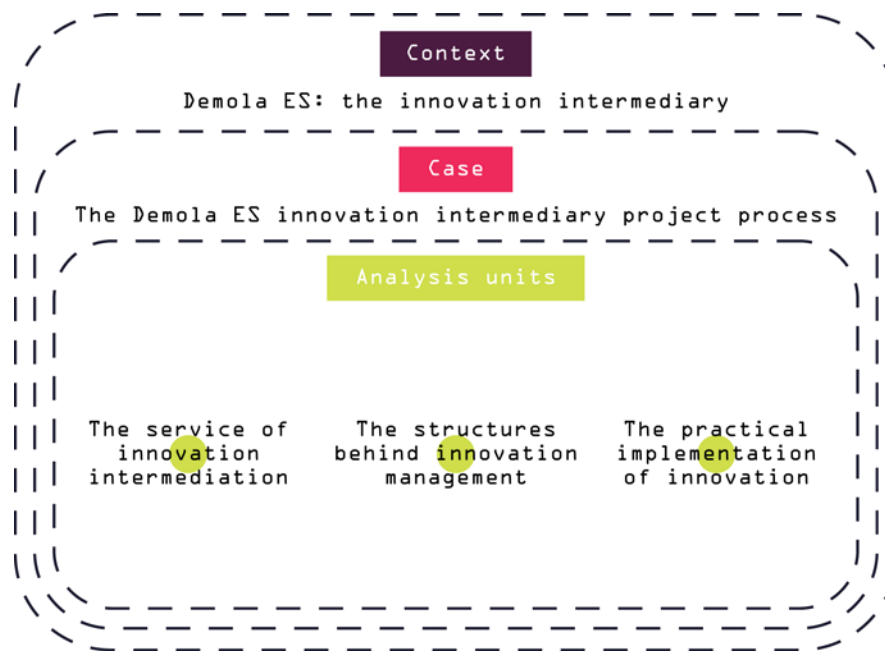 Context
Demola ES: the innovation intermediary
Case
The Demola ES innovation intermediary project process
Analysis units
The service of
innovation
intermediation
The structures
behind innovation
management
The practical
implementation
of innovation